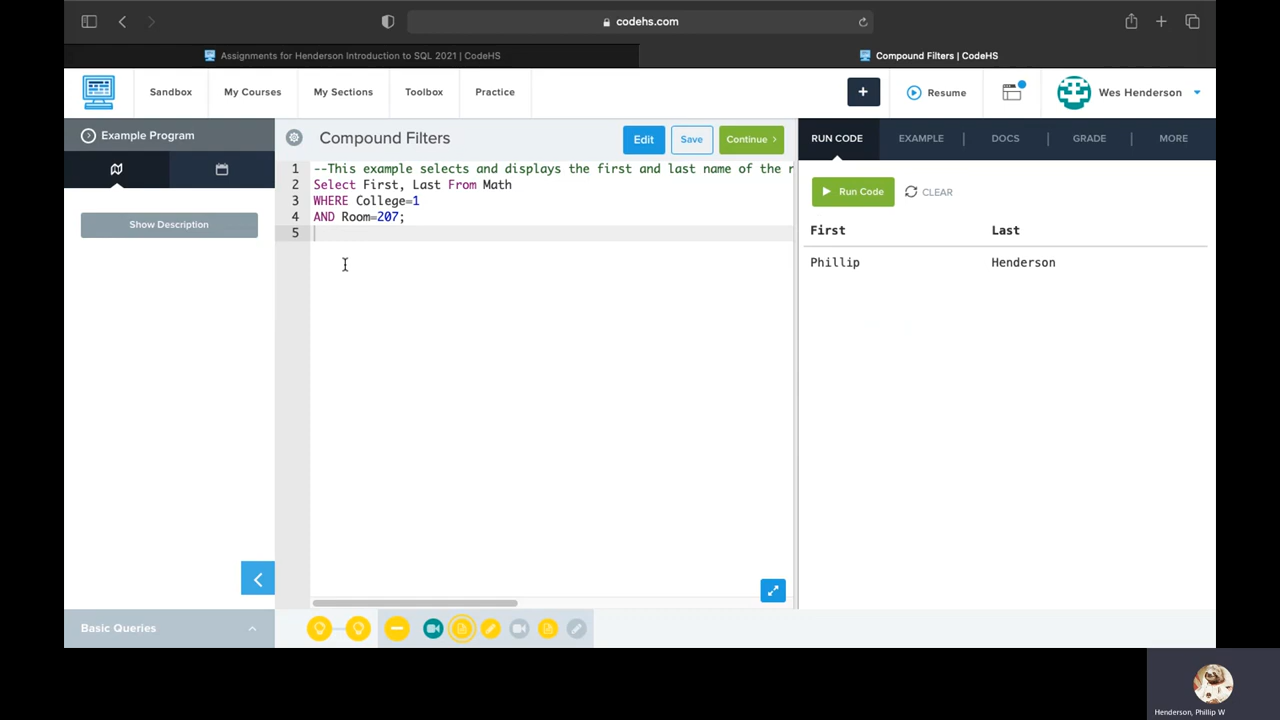 codehs.com
Assignments for Henderson Introduction to SQL 2021 | CodeHS
Compound Filters | CodeHS
Sandbox
My Courses
My Sections
Toolbox
Practice
+
Resume
Wes Henderson
Example Program
Compound Filters
Edit
Save
Continue >
RUN CODE
EXAMPLE
DOCS
GRADE
MORE
Show Description
1 --This example selects and displays the first and last name of the r
2 Select First, Last From Math
3 WHERE College=1
4 AND Room=207;
5
Run Code
CLEAR
First Last
Phillip Henderson
Basic Queries
Henderson, Phillip W